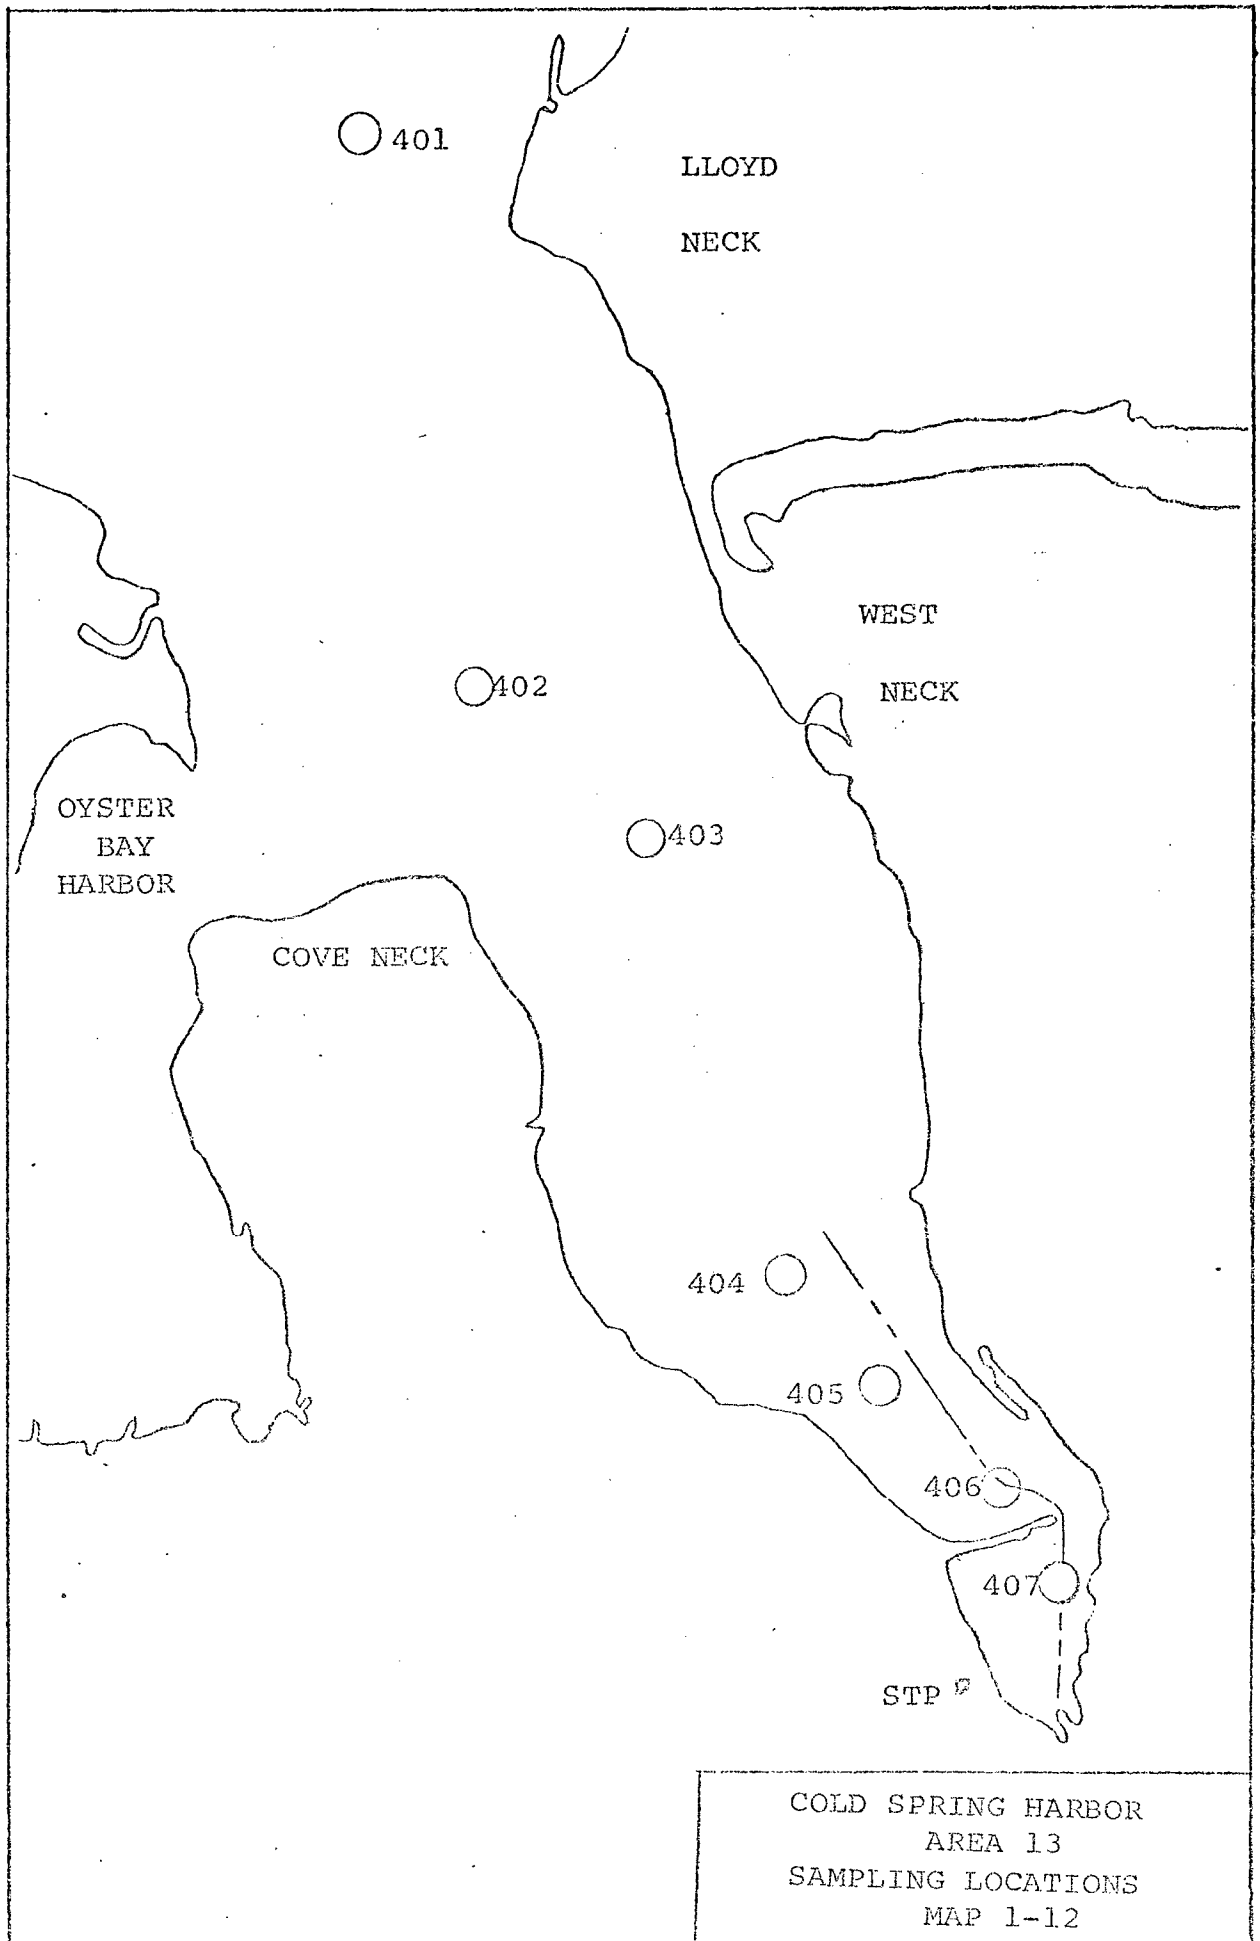 401
LLOYD
NECK
WEST
NECK
402
OYSTER
BAY
HARBOR
403
COVE NECK
404
405
406
407
STP
COLD SPRING HARBOR
AREA 13
SAMPLING LOCATIONS
MAP 1-12